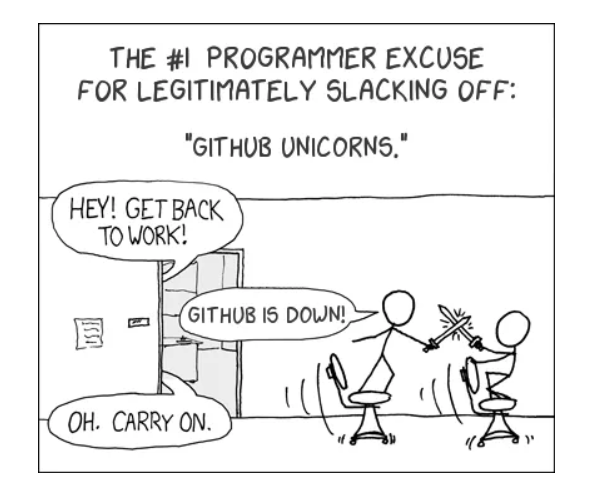 THE #1 PROGRAMMER EXCUSE
FOR LEGITIMATELY SLACKING OFF:
"GITHUB UNICORNS."
HEY! GET BACK
TO WORK!
GITHUB IS DOWN!
OH. CARRY ON.